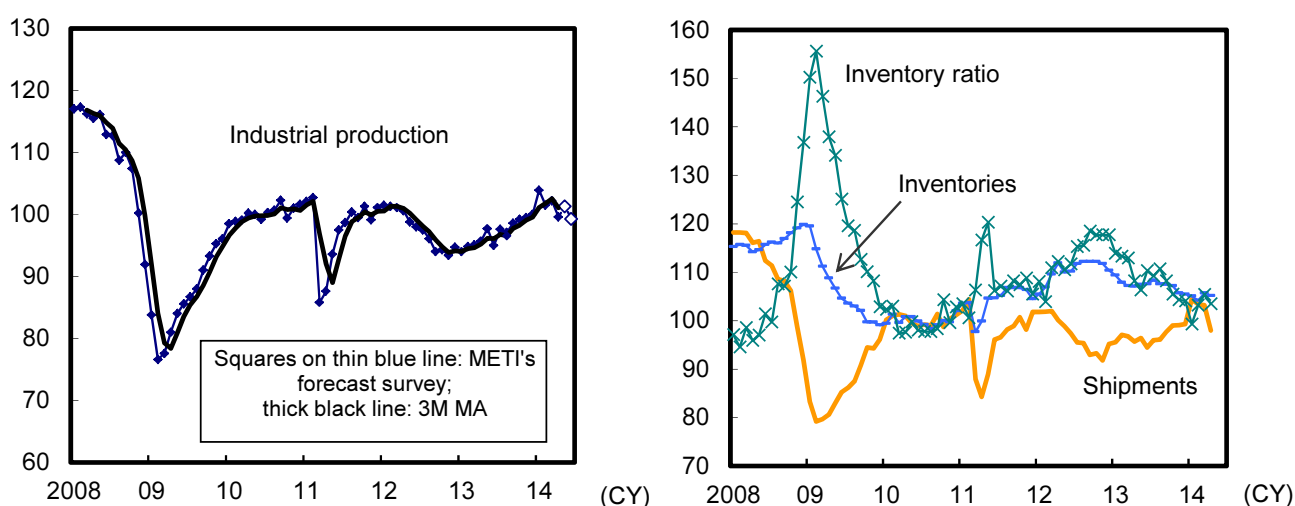 130
120
110
100
90
80
70
60
2008 09 10 11 12 13 14 (CY)
Industrial production
Squares on thin blue line: METI's
forecast survey;
thick black line: 3M MA
160
150
140
130
120
110
100
90
80
70
2008 09 10 11 12 13 14 (CY)
Inventory ratio
Inventories
Shipments